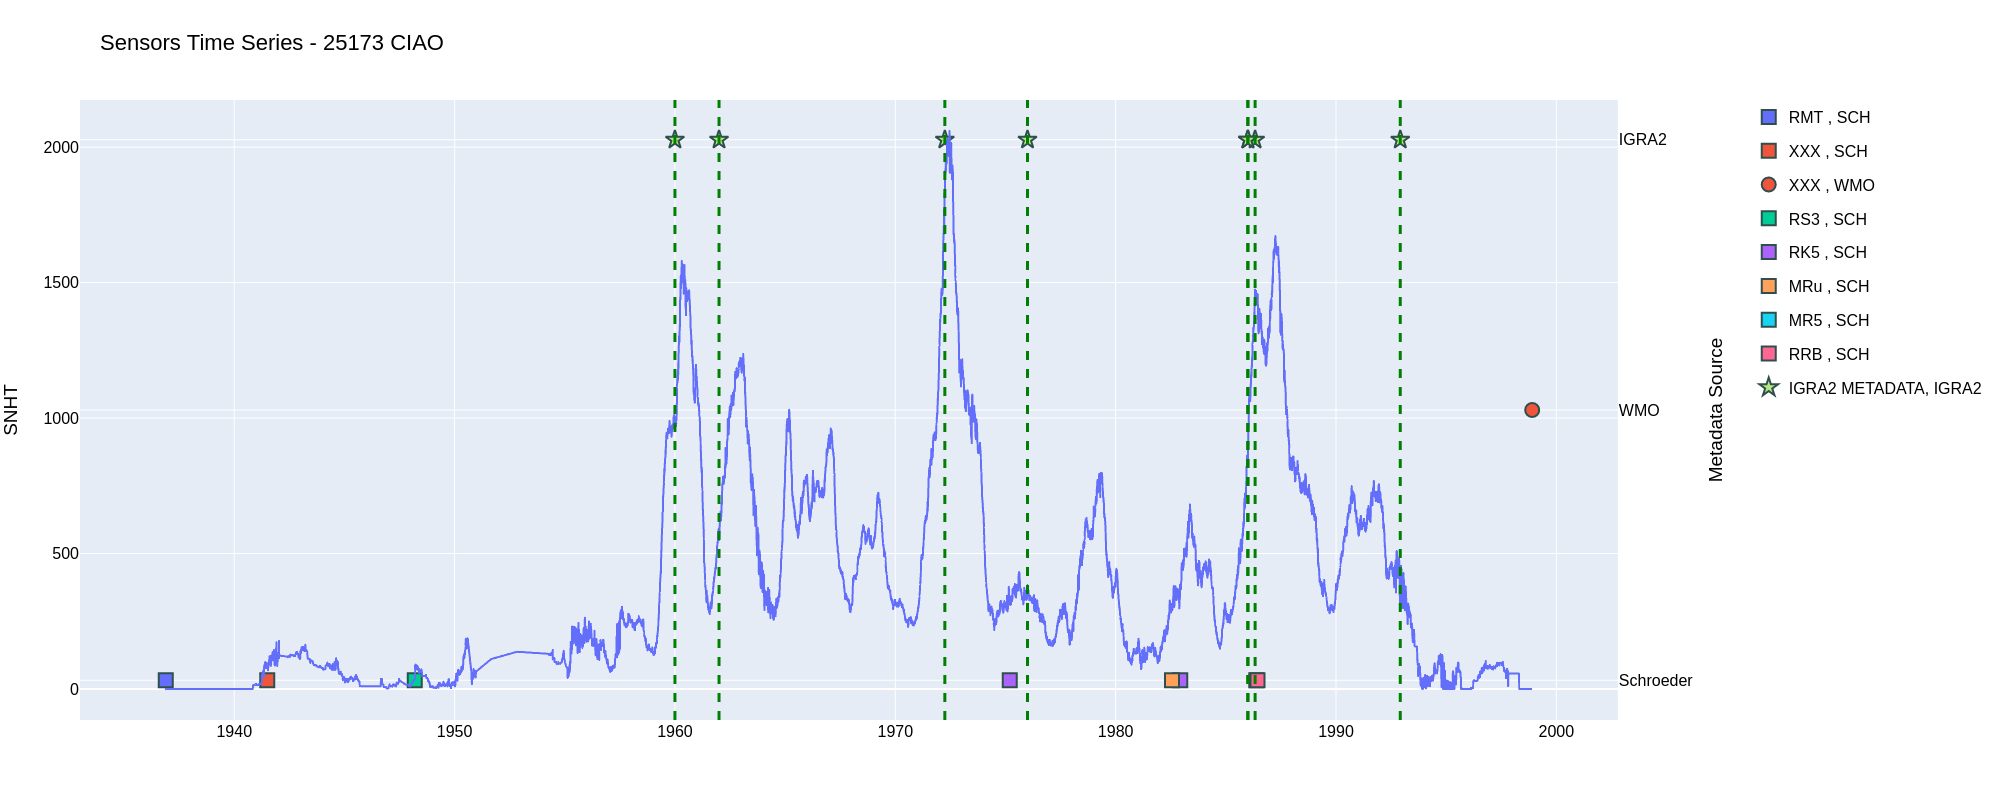 Sensors Time Series - 25173 CIAO
SNHT
2000
1500
1000
500
0
1940
1950
1960
1970
1980
1990
2000
IGRA2
WMO
Schroeder
Metadata Source
RMT , SCH
XXX , SCH
XXX , WMO
RS3 , SCH
RK5 , SCH
MRu , SCH
MR5 , SCH
RRB , SCH
IGRA2 METADATA, IGRA2